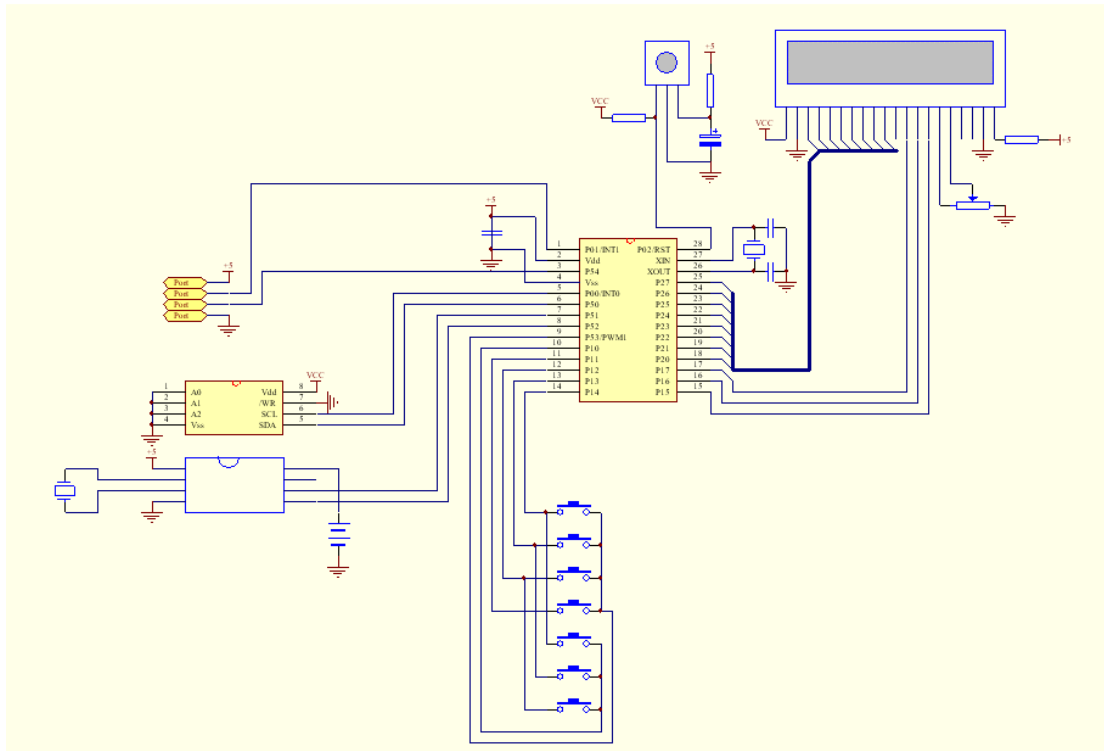 +5
VCC
VCC
+5
+5
1 P01/INT1 P02/RST 28
2 Vdd XIN 27
3 P54 XOUT 26
4 Vss P27 25
5 P00/INT0 P26 24
6 P50 P25 23
7 P51 P24 22
8 P52 P23 21
9 P53/PWM1 P22 20
10 P10 P21 19
11 P11 P20 18
12 P12 P17 17
13 P13 P16 16
14 P14 P15 15
+5
Port
Port
Port
Port
VCC
1 A0 Vdd 8
2 A1 /WR 7
3 A2 SCL 6
4 Vss SDA 5
+5